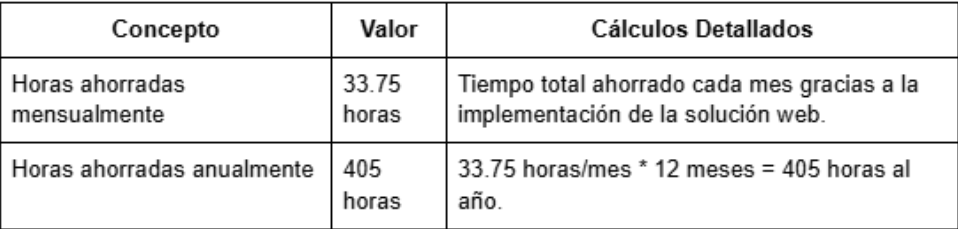 Concepto
Valor
Cálculos Detallados
Horas ahorradas
mensualmente
33.75
horas
Tiempo total ahorrado cada mes gracias a la
implementación de la solución web.
Horas ahorradas anualmente
405
horas
33.75 horas/mes * 12 meses = 405 horas al
año.